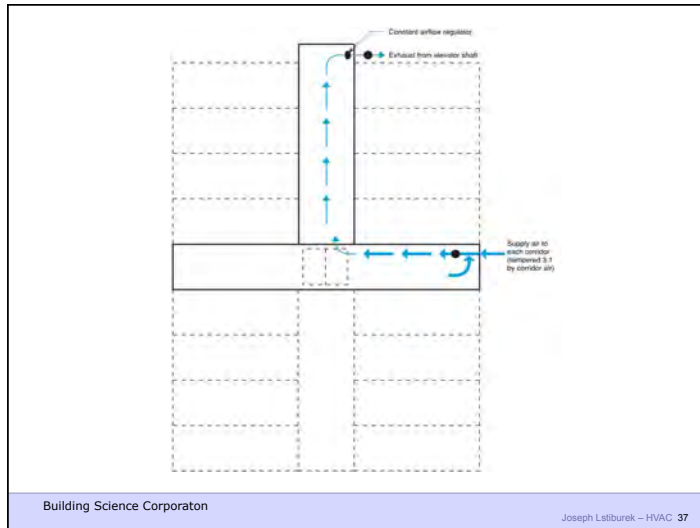 Constant airflow regulator
Exhaust from elevator shaft
Supply air to
each corridor
(tempered 3:1
by corridor air)
Building Science Corporaton
Joseph Lstiburek – HVAC 37